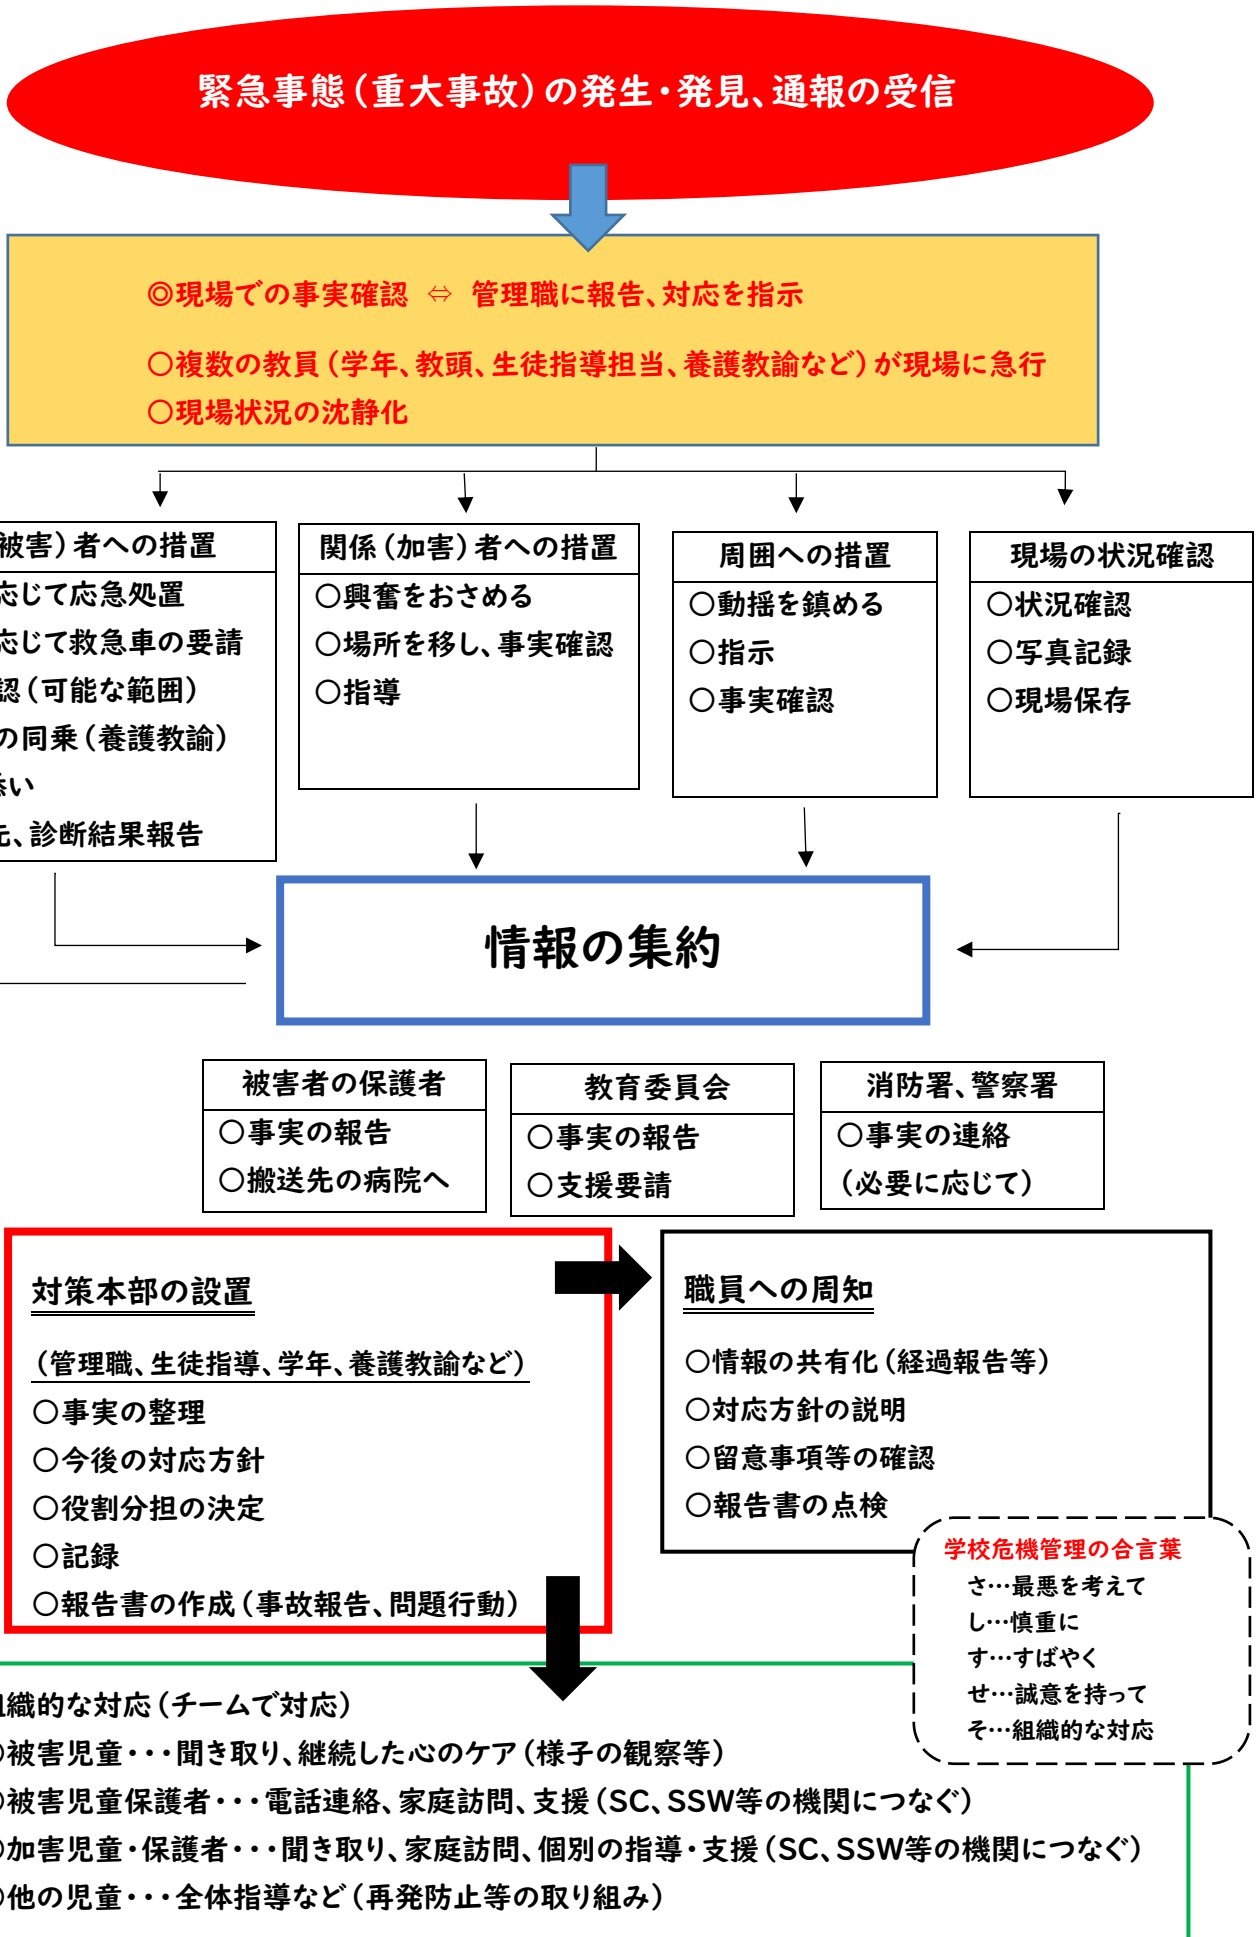 緊急事態（重大事故）の発生・発見、通報の受信
◎現場での事実確認 ⇔ 管理職に報告、対応を指示
○複数の教員（学年、教頭、生徒指導担当、養護教諭など）が現場に急行
○現場状況の沈静化
被害）者への措置
応じて応急処置
応じて救急車の要請
認（可能な範囲）
の同乗（養護教諭）
添い
先、診断結果報告
関係（加害）者への措置
○興奮をおさめる
○場所を移し、事実確認
○指導
周囲への措置
○動揺を鎮める
○指示
○事実確認
現場の状況確認
○状況確認
○写真記録
○現場保存
情報の集約
被害者の保護者
○事実の報告
○搬送先の病院へ
教育委員会
○事実の報告
○支援要請
消防署、警察署
○事実の連絡
（必要に応じて）
対策本部の設置
（管理職、生徒指導、学年、養護教諭など）
○事実の整理
○今後の対応方針
○役割分担の決定
○記録
○報告書の作成（事故報告、問題行動）
職員への周知
○情報の共有化（経過報告等）
○対応方針の説明
○留意事項等の確認
○報告書の点検
学校危機管理の合言葉
さ…最悪を考えて
し…慎重に
す…すばやく
せ…誠意を持って
そ…組織的な対応
組織的な対応（チームで対応）
○被害児童・・・聞き取り、継続した心のケア（様子の観察等）
○被害児童保護者・・・電話連絡、家庭訪問、支援（SC、SSW等の機関につなぐ）
○加害児童・保護者・・・聞き取り、家庭訪問、個別の指導・支援（SC、SSW等の機関につなぐ）
○他の児童・・・全体指導など（再発防止等の取り組み）